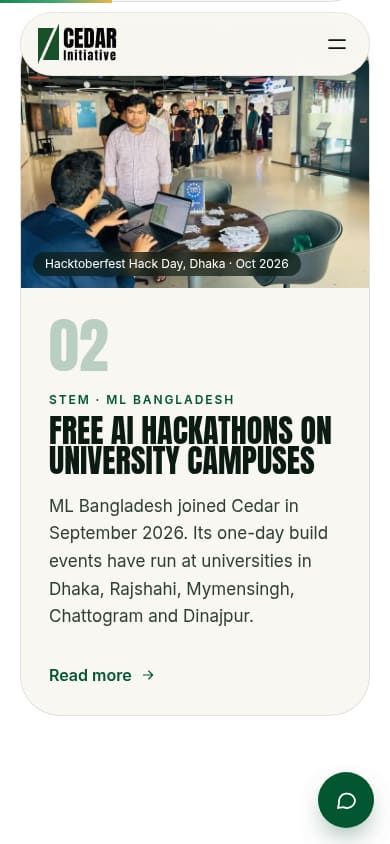 CEDAR
Initiative
Hacktoberfest Hack Day, Dhaka · Oct 2026
02
STEM · ML BANGLADESH
FREE AI HACKATHONS ON
UNIVERSITY CAMPUSES
ML Bangladesh joined Cedar in
September 2026. Its one-day build
events have run at universities in
Dhaka, Rajshahi, Mymensingh,
Chattogram and Dinajpur.
Read more →